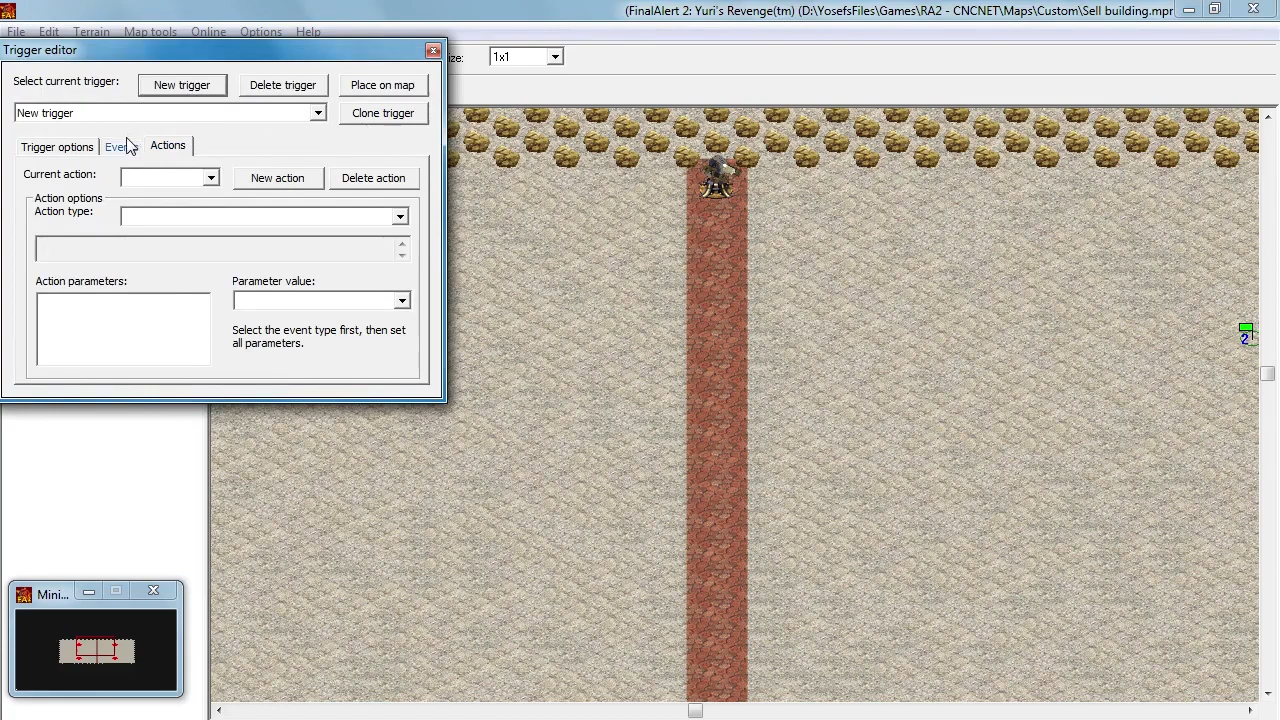 (FinalAlert 2: Yuri's Revenge(tm) (D:\YosefsFiles\Games\RA2 - CNCNET\Maps\Custom\Sell building.mpr
File Edit Terrain Map tools Online Options Help
Trigger editor
ize: 1x1
Select current trigger: New trigger Delete trigger Place on map
New trigger Clone trigger
Trigger options Actions
Current action: New action Delete action
Action options
Action type:
Action parameters: Parameter value:
Select the event type first, then set
all parameters.
2
Mini...